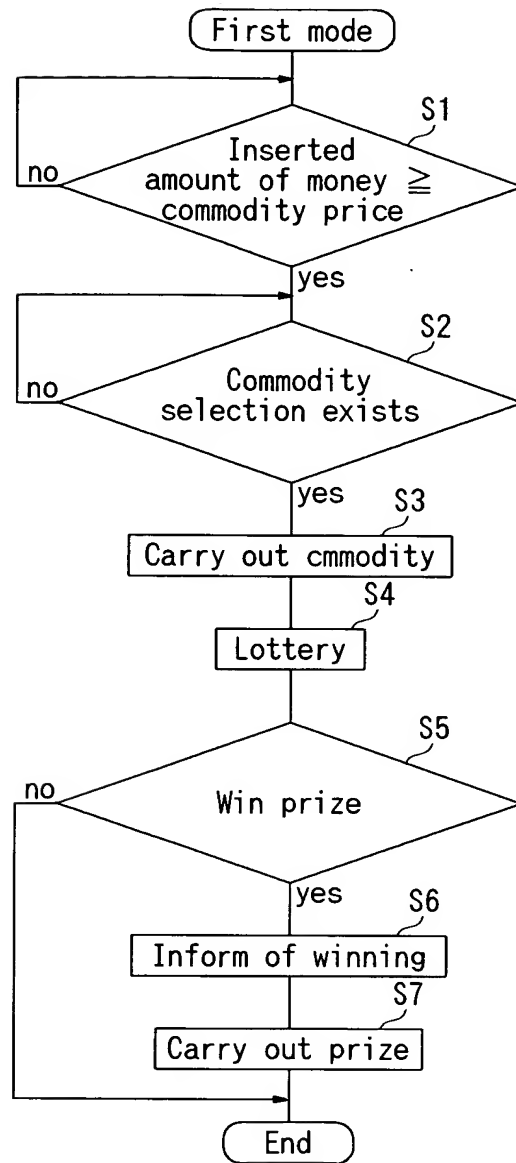 First mode
S1
Inserted
amount of money ≧
commodity price
no
yes
S2
Commodity
selection exists
no
yes
S3
Carry out cmmodity
S4
Lottery
S5
Win prize
no
yes
S6
Inform of winning
S7
Carry out prize
End